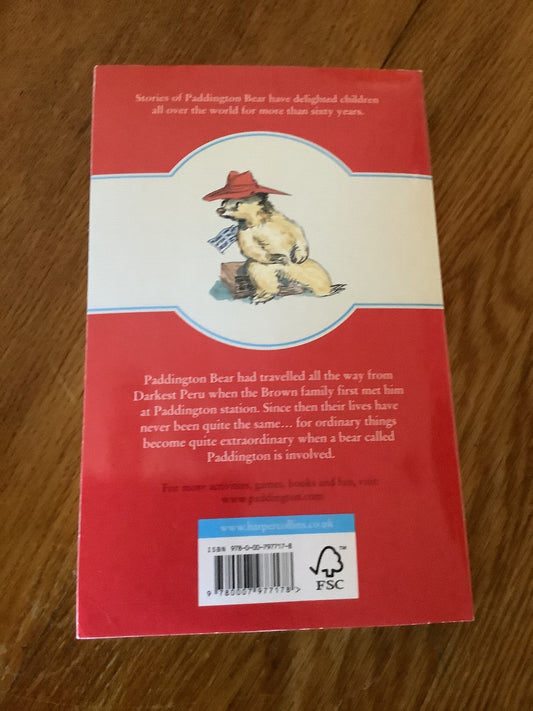 Stories of Paddington Bear have delighted children
all over the world for more than sixty years.
Paddington Bear had travelled all the way from
Darkest Peru when the Brown family first met him
at Paddington station. Since then their lives have
never been quite the same... for ordinary things
become quite extraordinary when a bear called
Paddington is involved.
For more activities, games, books and fun, visit:
www.paddington.com
www.harpercollins.co.uk
ISBN 978-0-00-797717-8
9 780007 977178 >
FSC
™